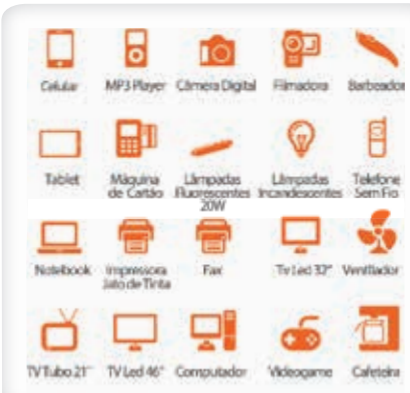 Celular MP3 Player Câmera Digital Filmadora Barbeador
Tablet Máquina Lâmpadas Lâmpadas Telefone
de Cartão Fluorescentes Incandescentes Sem Fio
20W
Notebook Impressora Fax Tv Led 32" Ventilador
Jato de Tinta
TV Tubo 21" TV Led 46" Computador Videogame Cafeteira